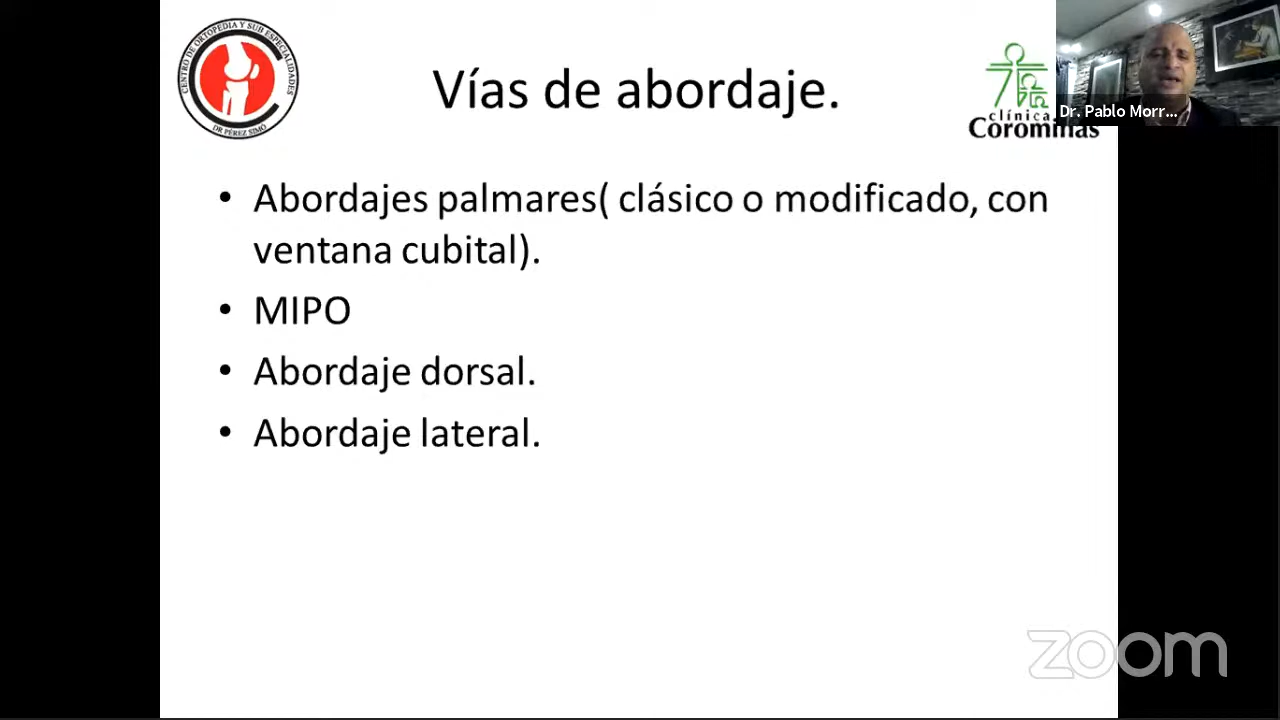 CENTRO DE ORTOPEDIA Y SUB ESPECIALIDADES
DR PÉREZ SIMÓ
Vías de abordaje.
clínica
Corominas
Dr. Pablo Morr...
• Abordajes palmares( clásico o modificado, con
ventana cubital).
• MIPO
• Abordaje dorsal.
• Abordaje lateral.
zoom